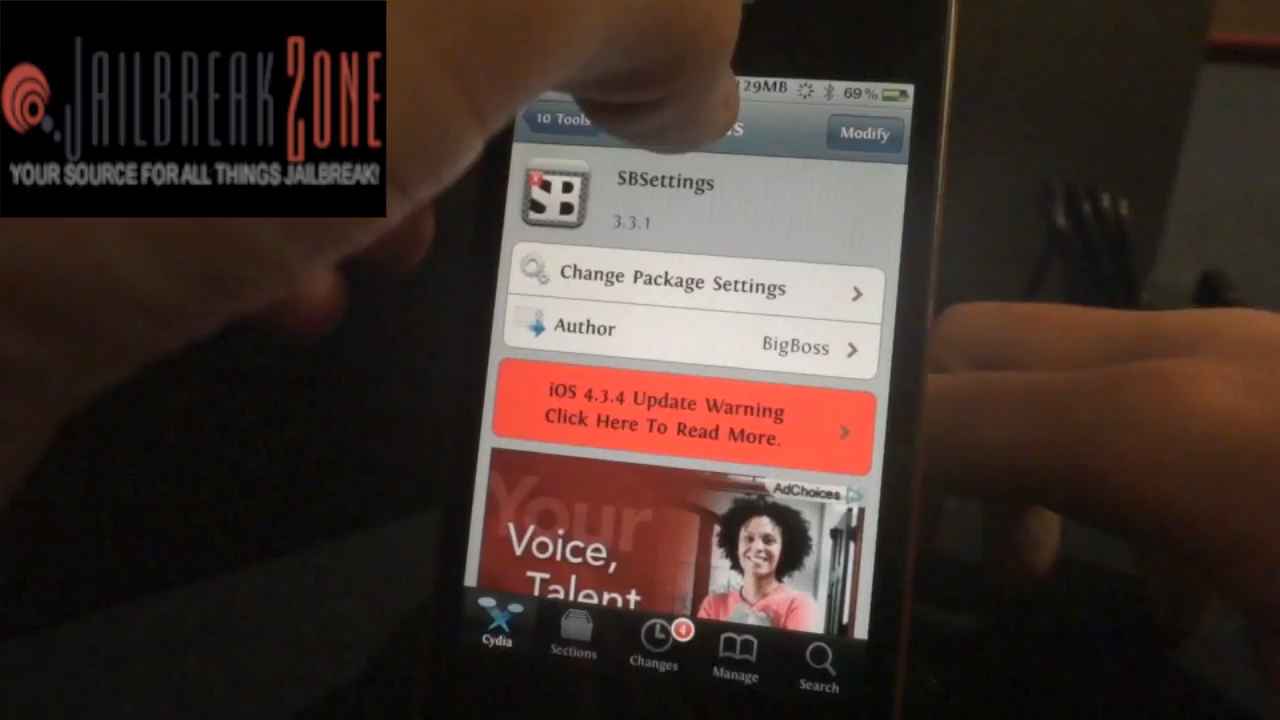 JAILBREAK ZONE
YOUR SOURCE FOR ALL THINGS JAILBREAK!
29MB
69%
10 Tools
Modify
SBSettings
3.3.1
Change Package Settings
Author
BigBoss
iOS 4.3.4 Update Warning
Click Here To Read More.
AdChoices
Your
Voice,
Talent
Cydia
Sections
Changes
4
Manage
Search
SB